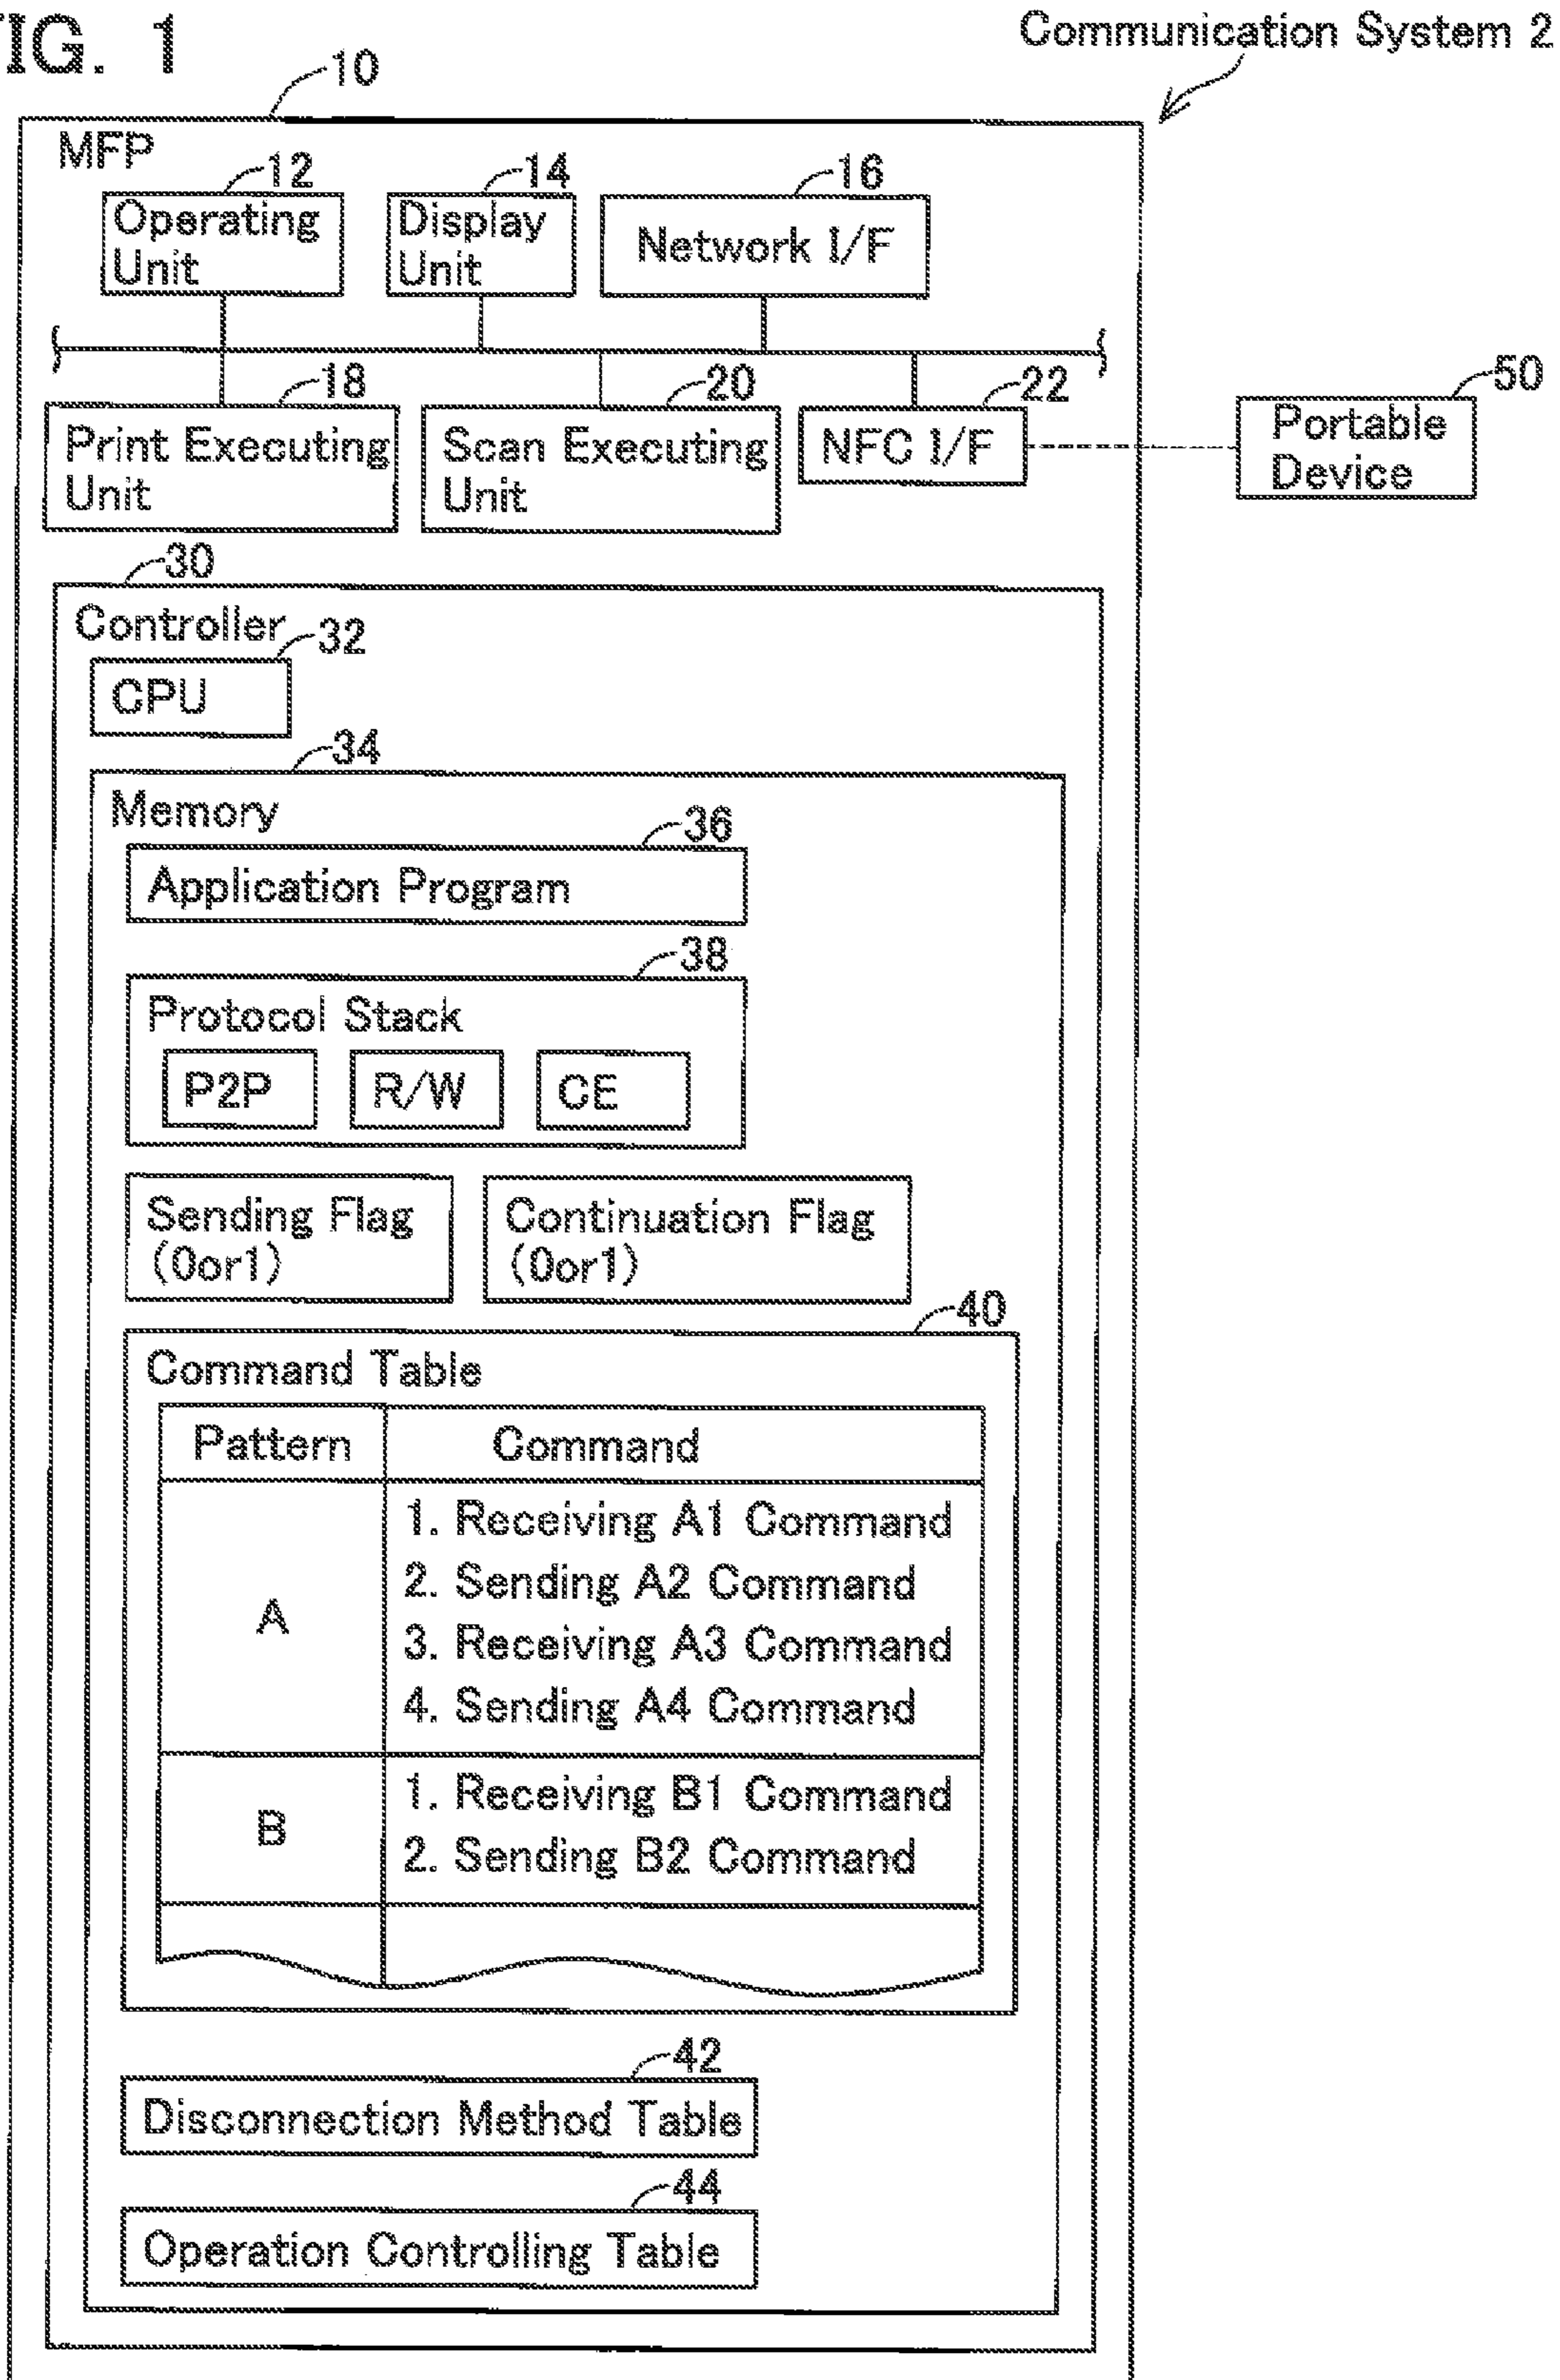 FIG. 1
Communication System 2
10
MFP
12
14
16
Operating
Unit
Display
Unit
Network I/F
18
20
22
50
Print Executing
Unit
Scan Executing
Unit
NFC I/F
Portable
Device
30
Controller
32
CPU
34
Memory
36
Application Program
38
Protocol Stack
P2P
R/W
CE
Sending Flag
(0or1)
Continuation Flag
(0or1)
40
Command Table
Pattern
Command
A
1. Receiving A1 Command
2. Sending A2 Command
3. Receiving A3 Command
4. Sending A4 Command
B
1. Receiving B1 Command
2. Sending B2 Command
42
Disconnection Method Table
44
Operation Controlling Table